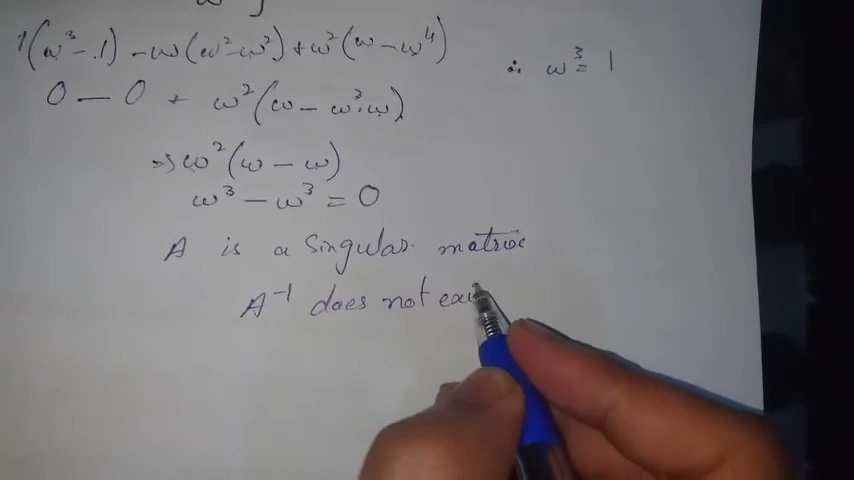 1(ω³ - 1) - ω(ω² - ω²) + ω²(ω - ω⁴)
∴ ω³ = 1
0 - 0 + ω²(ω - ω³.ω)
⇒ ω²(ω - ω)
ω³ - ω³ = 0
A is a Singular matrix
A⁻¹ does not exi